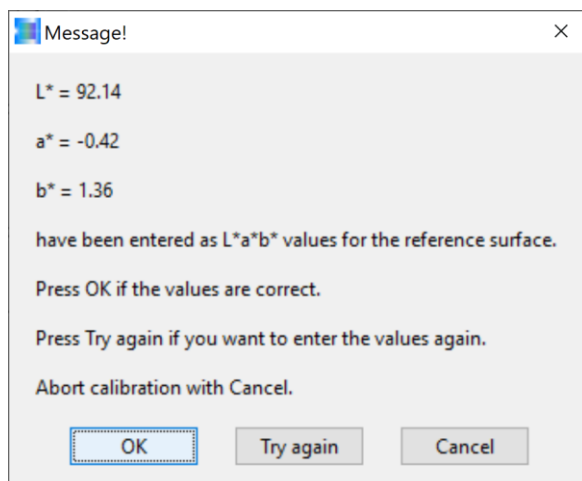 Message!
L* = 92.14
a* = -0.42
b* = 1.36
have been entered as L*a*b* values for the reference surface.
Press OK if the values are correct.
Press Try again if you want to enter the values again.
Abort calibration with Cancel.
OK Try again Cancel